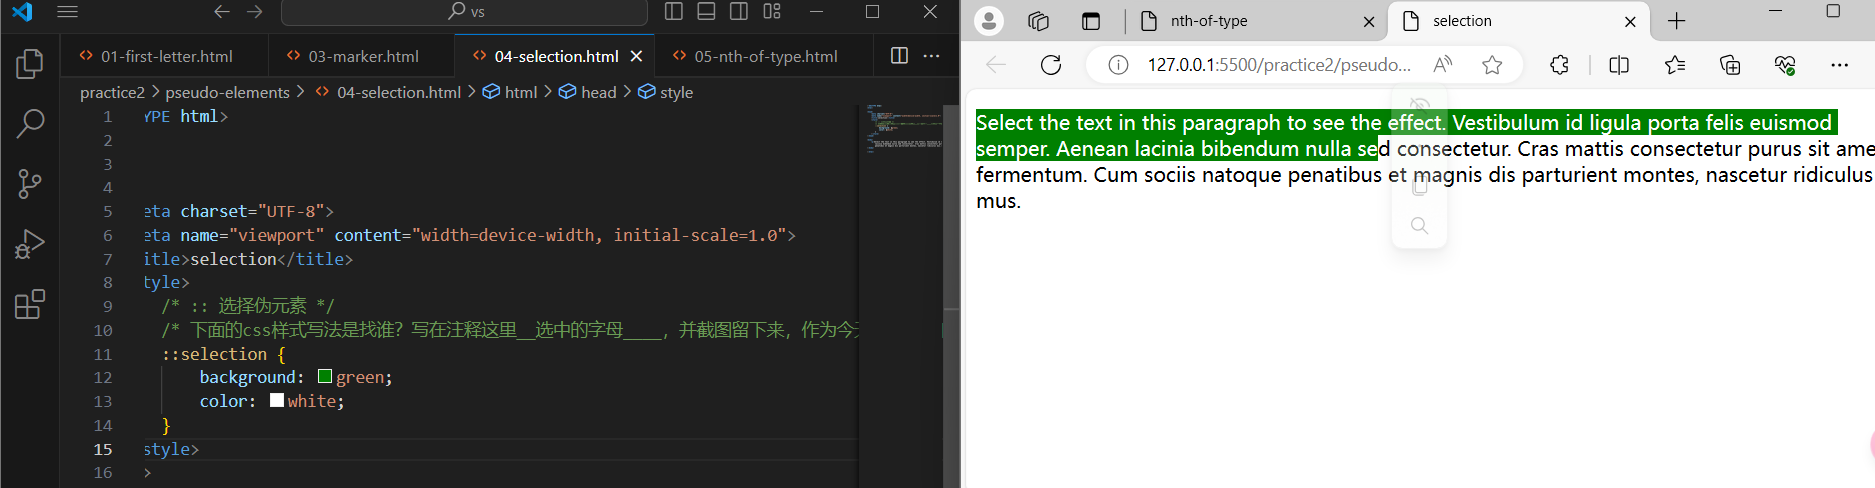 vs
01-first-letter.html
03-marker.html
04-selection.html
05-nth-of-type.html
practice2 > pseudo-elements > 04-selection.html > html > head > style
1 YPE html>
2
3
4
5 eta charset="UTF-8">
6 eta name="viewport" content="width=device-width, initial-scale=1.0">
7 itle>selection</title>
8 tyle>
9 /* :: 选择伪元素 */
10 /* 下面的css样式写法是找谁？写在注释这里__选中的字母____，并截图留下来，作为今天
11 ::selection {
12 background: green;
13 color: white;
14 }
15 style>
16 >
nth-of-type
selection
127.0.0.1:5500/practice2/pseudo...
Select the text in this paragraph to see the effect. Vestibulum id ligula porta felis euismod
semper. Aenean lacinia bibendum nulla sed consectetur. Cras mattis consectetur purus sit ame
fermentum. Cum sociis natoque penatibus et magnis dis parturient montes, nascetur ridiculus
mus.